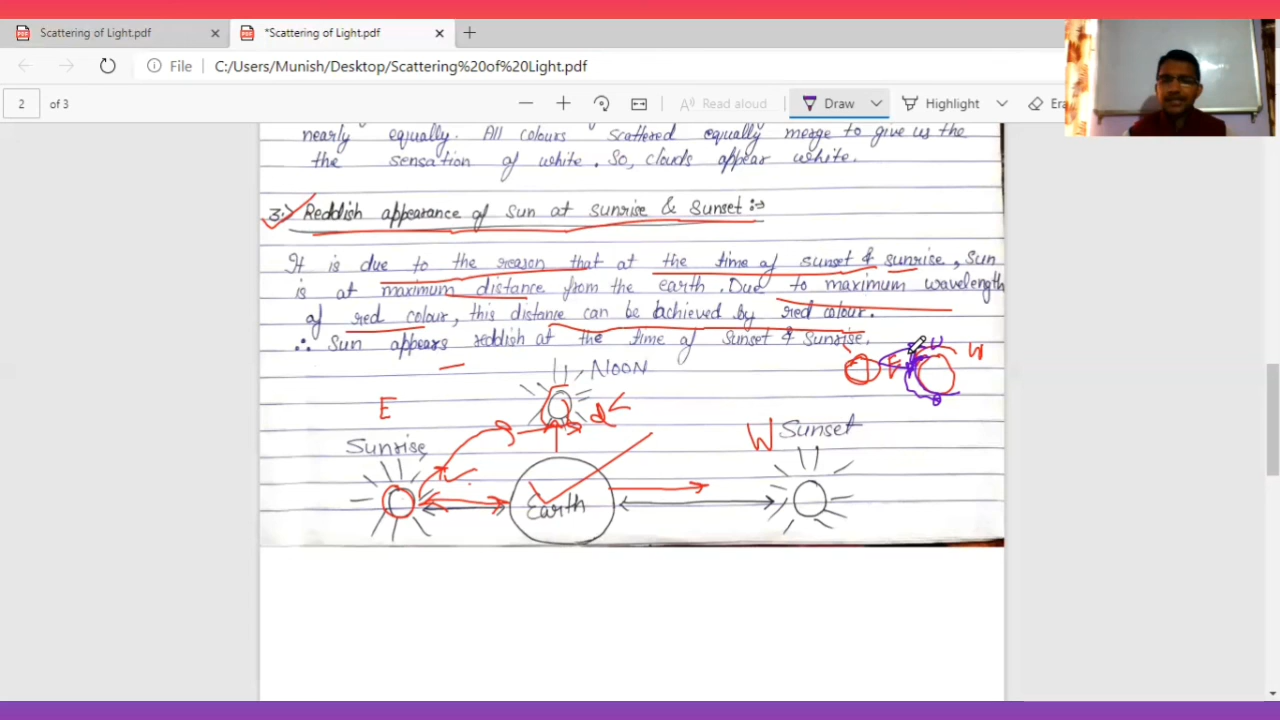 Scattering of Light.pdf
*Scattering of Light.pdf
File
C:/Users/Munish/Desktop/Scattering%20of%20Light.pdf
2 of 3
Read aloud
Draw
Highlight
Era
nearly equally. All colours scattered equally merge to give us the
the sensation of white. So, clouds appear white.
3:> Reddish appearance of Sun at sunrise & Sunset :-
It is due to the reason that at the time of sunset & sunrise, Sun
is at maximum distance from the earth. Due to maximum wavelength
of red colour, this distance can be achieved by red colour.
∴ Sun appears reddish at the time of Sunset & Sunrise.
NOON
E
W
d
E
W
Sunrise
Sunset
Earth